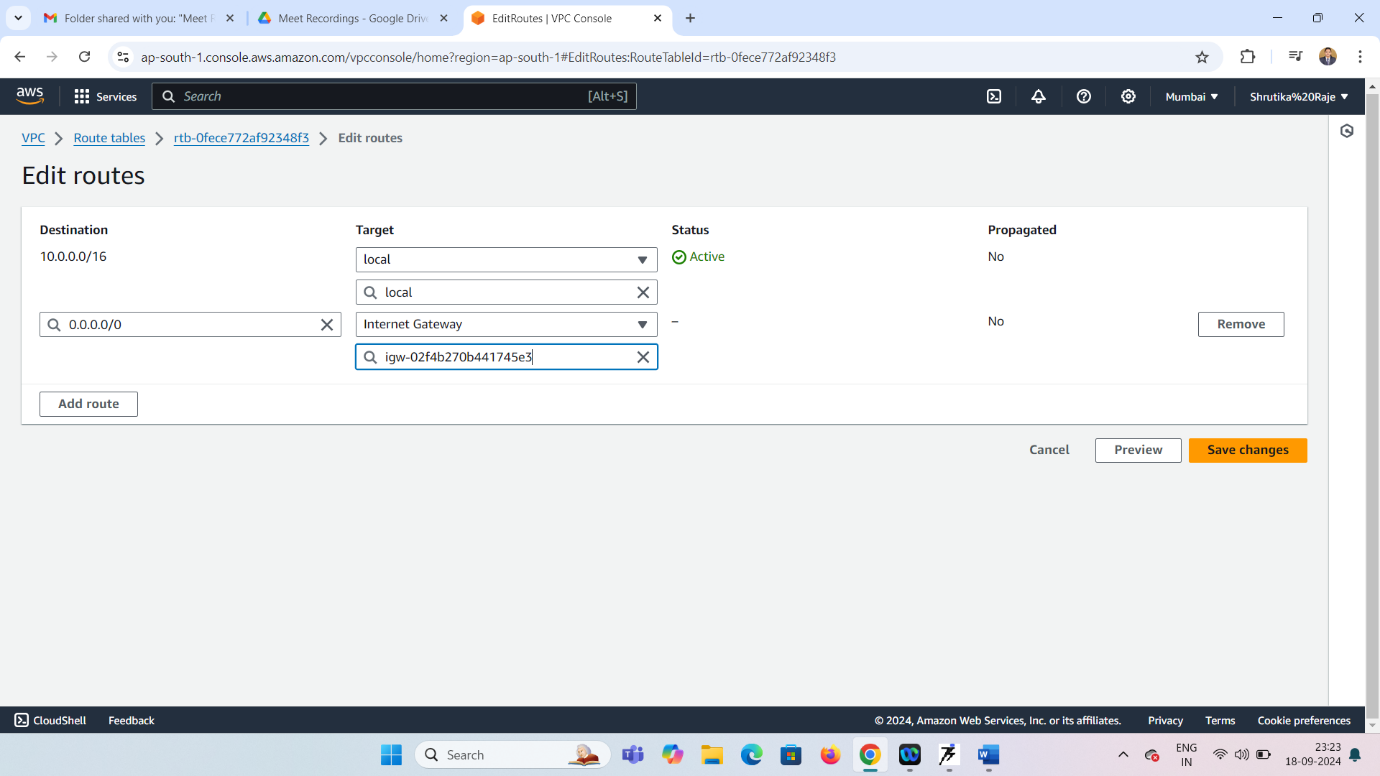 Folder shared with you: "Meet R
Meet Recordings - Google Drive
EditRoutes | VPC Console
ap-south-1.console.aws.amazon.com/vpcconsole/home?region=ap-south-1#EditRoutes:RouteTableId=rtb-0fece772af92348f3
aws
Services
Search
[Alt+S]
Mumbai
Shrutika%20Raje
VPC
Route tables
rtb-0fece772af92348f3
Edit routes
Edit routes
Destination
Target
Status
Propagated
10.0.0.0/16
local
Active
No
local
0.0.0.0/0
Internet Gateway
–
No
Remove
igw-02f4b270b441745e3
Add route
Cancel
Preview
Save changes
CloudShell
Feedback
© 2024, Amazon Web Services, Inc. or its affiliates.
Privacy
Terms
Cookie preferences
Search
ENG
IN
23:23
18-09-2024